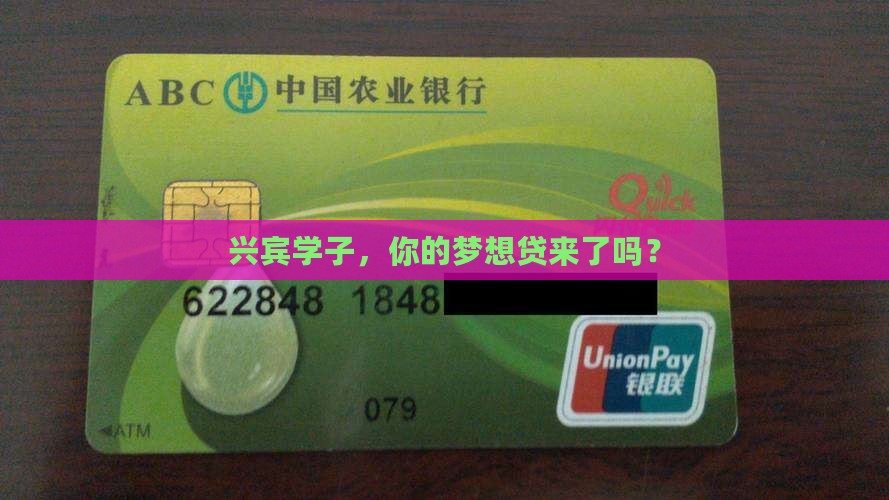 ABC 中国农业银行
Quick
兴宾学子，你的梦想贷来了吗？
622848 1848
UnionPay
银联
079
ATM